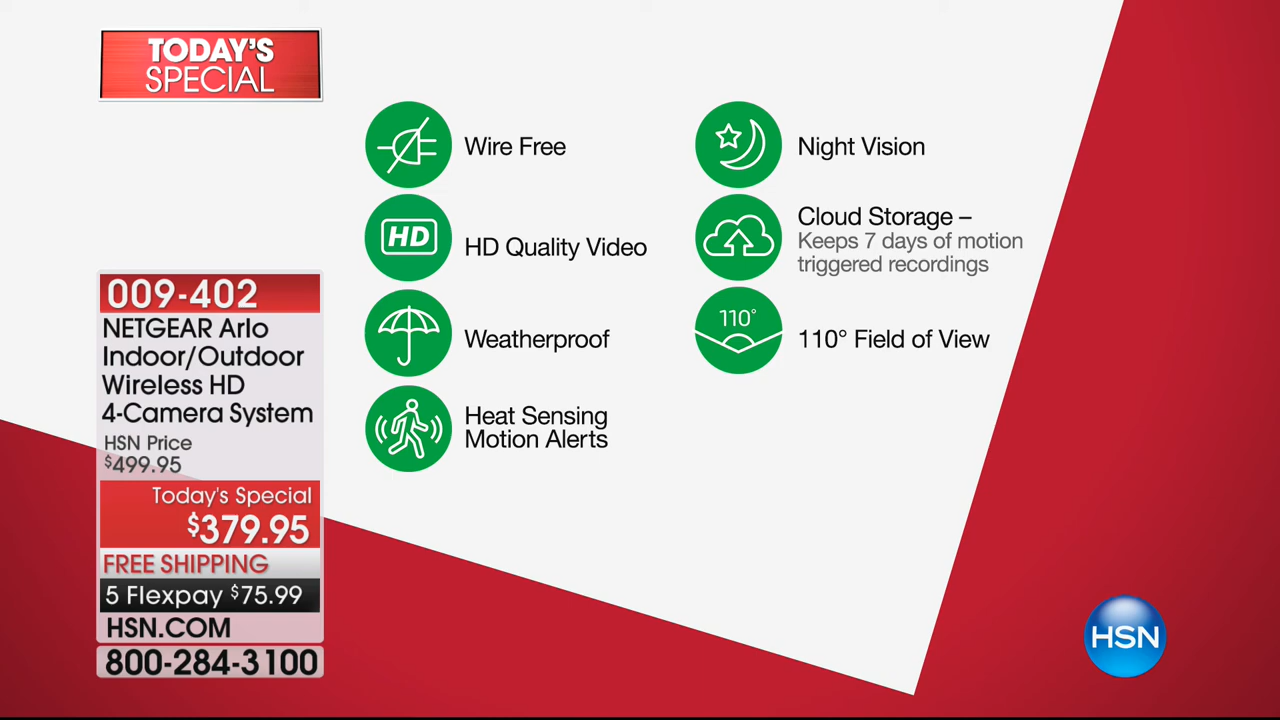 TODAY'S
SPECIAL
Wire Free
HD
HD Quality Video
Weatherproof
Heat Sensing
Motion Alerts
Night Vision
Cloud Storage –
Keeps 7 days of motion
triggered recordings
110°
110° Field of View
009-402
NETGEAR Arlo
Indoor/Outdoor
Wireless HD
4-Camera System
HSN Price
$499.95
Today's Special
$379.95
FREE SHIPPING
5 Flexpay $75.99
HSN.COM
800-284-3100
HSN